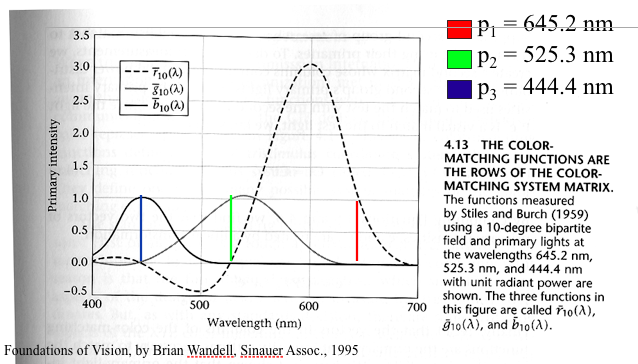 3.5
3.0
2.5
2.0
1.5
1.0
0.5
0.0
−0.5
400
500
600
700
Primary intensity
Wavelength (nm)
r̄₁₀(λ)
ḡ₁₀(λ)
b̄₁₀(λ)
p₁ = 645.2 nm
p₂ = 525.3 nm
p₃ = 444.4 nm
4.13 THE COLOR-
MATCHING FUNCTIONS ARE
THE ROWS OF THE COLOR-
MATCHING SYSTEM MATRIX.
The functions measured
by Stiles and Burch (1959)
using a 10-degree bipartite
field and primary lights at
the wavelengths 645.2 nm,
525.3 nm, and 444.4 nm
with unit radiant power are
shown. The three functions in
this figure are called r̄₁₀(λ),
ḡ₁₀(λ), and b̄₁₀(λ).
Foundations of Vision, by Brian Wandell, Sinauer Assoc., 1995